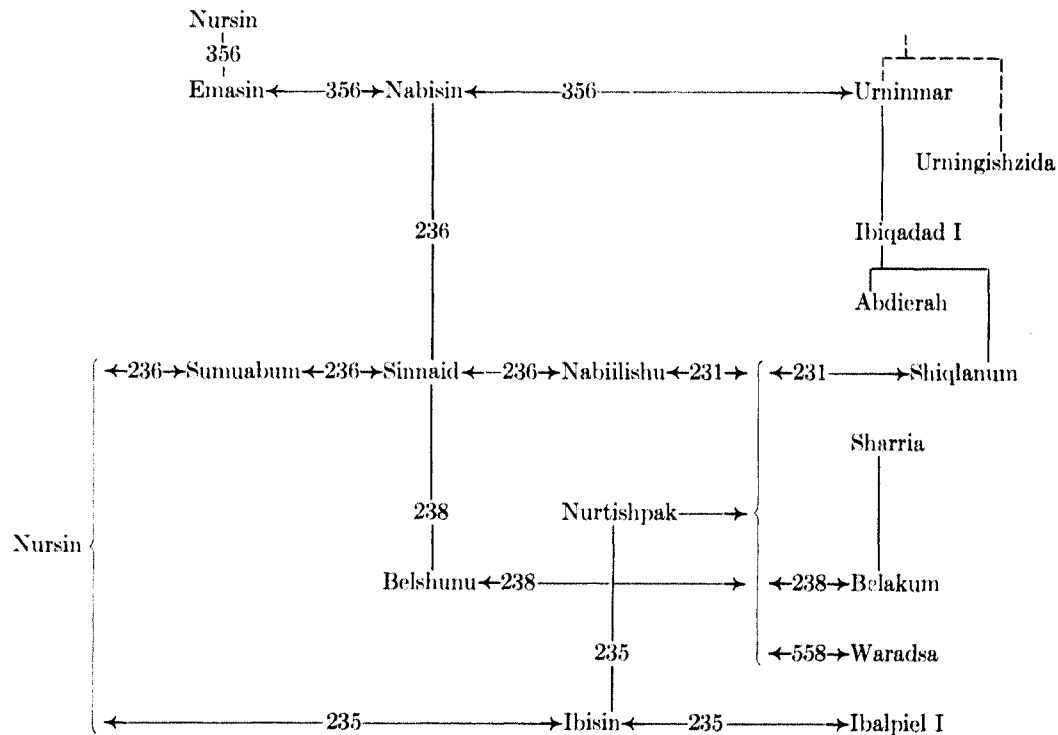 Nursin
356
Emasin 356 Nabisin 356 Urninmar
Urningishzida
236 Ibiqadad I
Abdierah
236 Sumuabum 236 Sinnaid 236 Nabiilishu 231 231 Shiqlanum
Sharria
238 Nurtishpak
Nursin
Belshunu 238 238 Belakum
235 558 Waradsa
235 Ibisin 235 Ibalpiel I